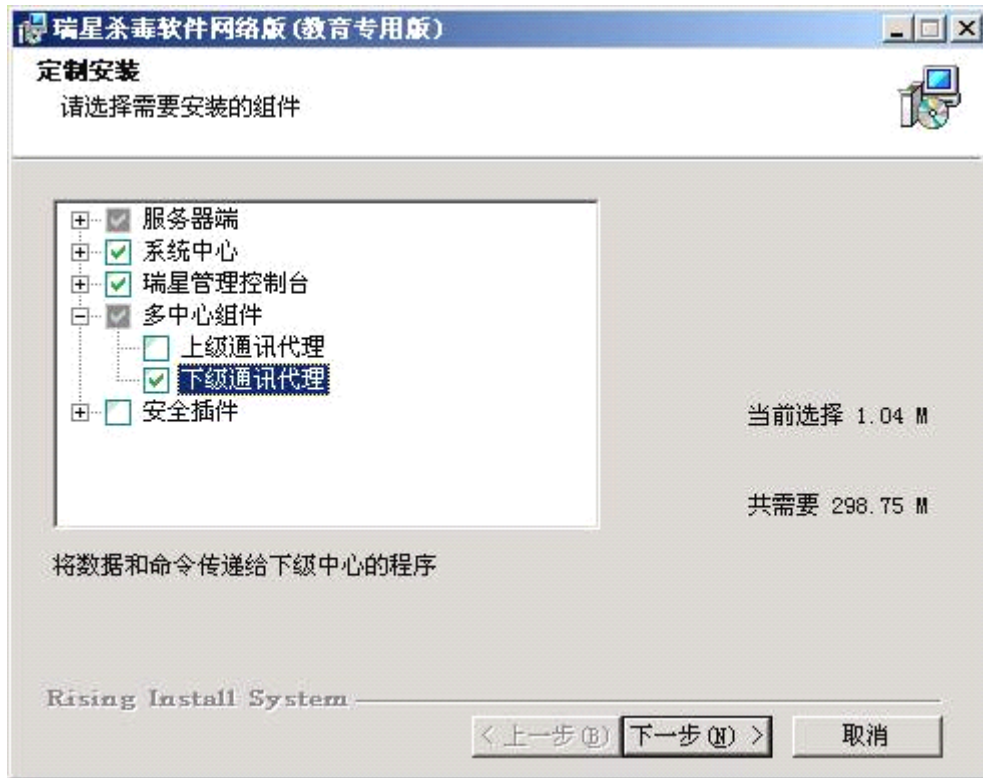 瑞星杀毒软件网络版(教育专用版)
定制安装
请选择需要安装的组件
服务器端
系统中心
瑞星管理控制台
多中心组件
上级通讯代理
下级通讯代理
安全插件
当前选择 1.04 M
共需要 298.75 M
将数据和命令传递给下级中心的程序
Rising Install System
< 上一步(B) 下一步(N) > 取消